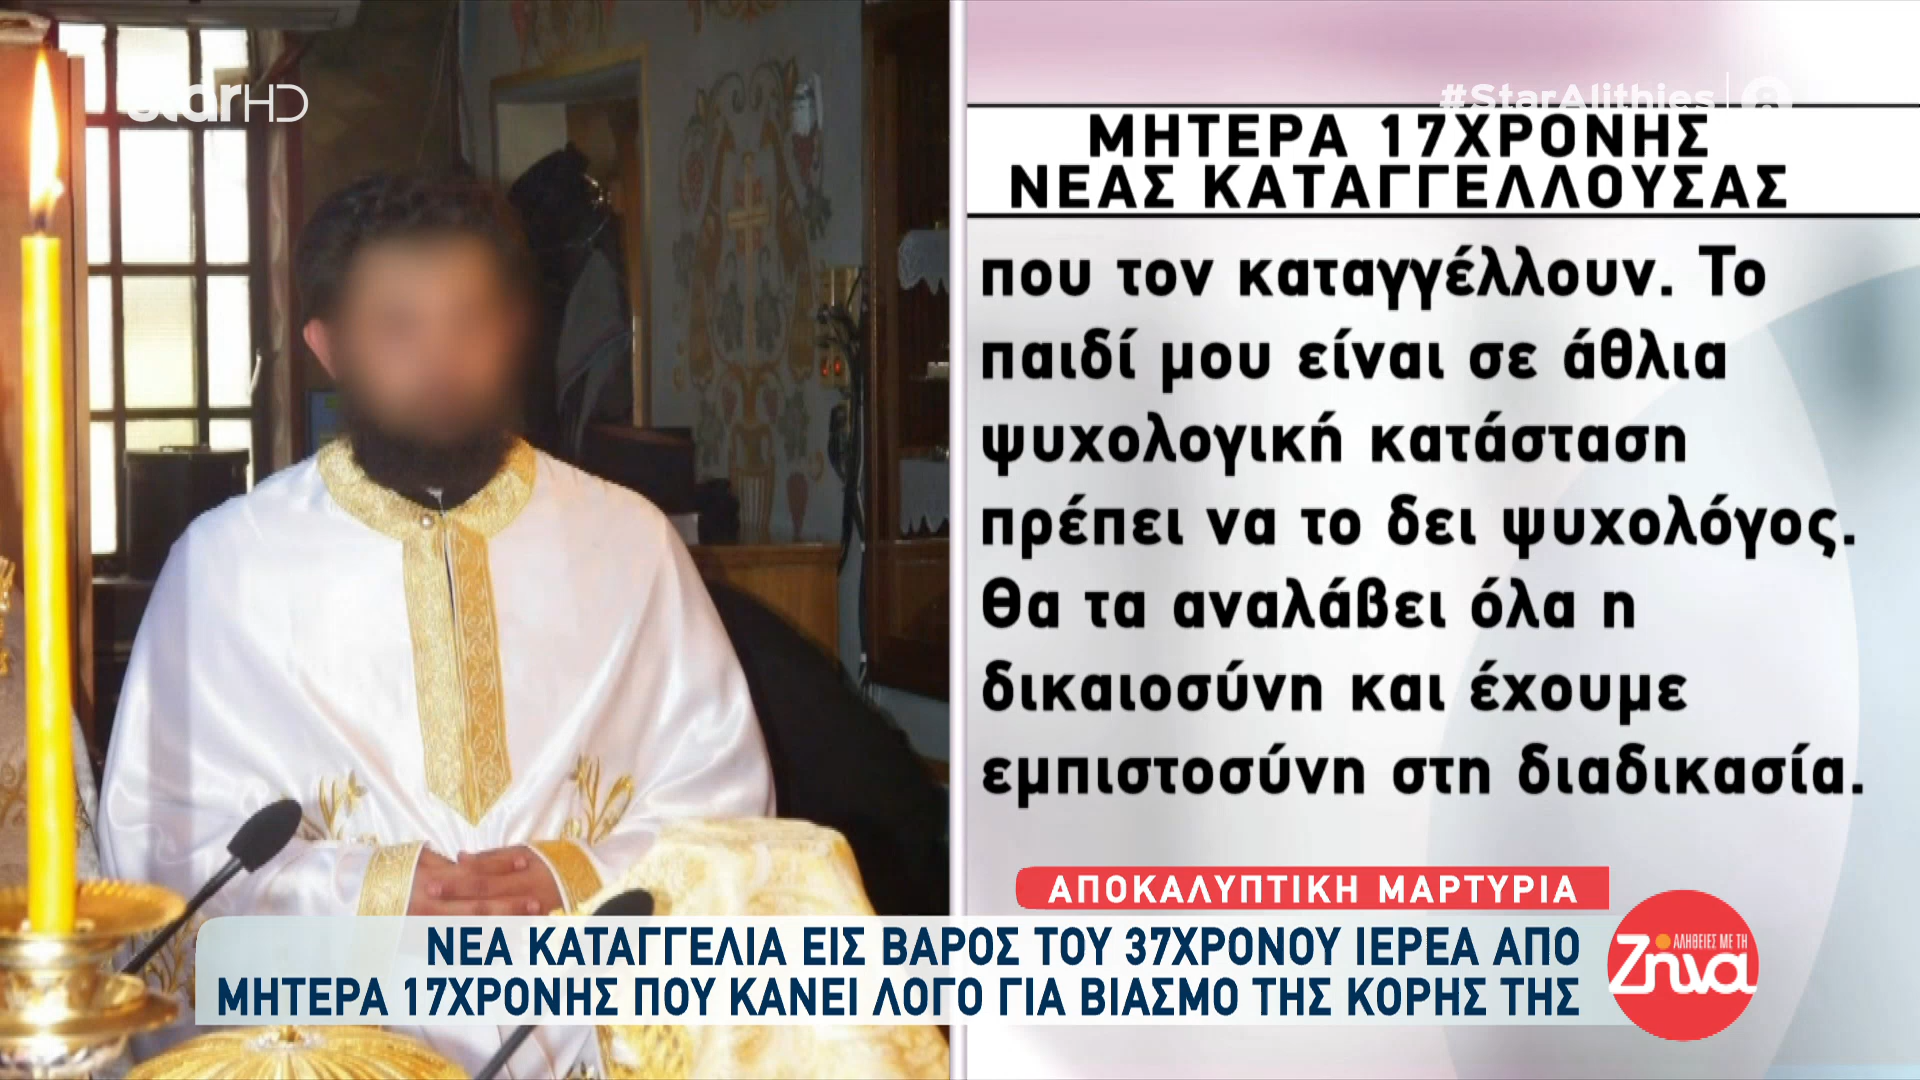 starHD
#StarAlithies
ΜΗΤΕΡΑ 17ΧΡΟΝΗΣ
ΝΕΑΣ ΚΑΤΑΓΓΕΛΛΟΥΣΑΣ
που τον καταγγέλλουν. Το
παιδί μου είναι σε άθλια
ψυχολογική κατάσταση
πρέπει να το δει ψυχολόγος.
Θα τα αναλάβει όλα η
δικαιοσύνη και έχουμε
εμπιστοσύνη στη διαδικασία.
ΑΠΟΚΑΛΥΠΤΙΚΗ ΜΑΡΤΥΡΙΑ
ΝΕΑ ΚΑΤΑΓΓΕΛΙΑ ΕΙΣ ΒΑΡΟΣ ΤΟΥ 37ΧΡΟΝΟΥ ΙΕΡΕΑ ΑΠΟ
ΜΗΤΕΡΑ 17ΧΡΟΝΗΣ ΠΟΥ ΚΑΝΕΙ ΛΟΓΟ ΓΙΑ ΒΙΑΣΜΟ ΤΗΣ ΚΟΡΗΣ ΤΗΣ
ΑΛΗΘΕΙΕΣ ΜΕ ΤΗ
Ζήνα